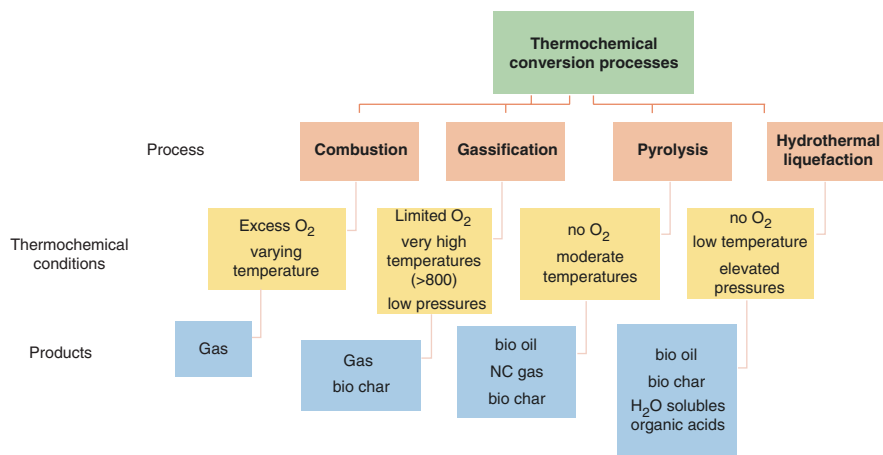 Thermochemical
conversion processes
Process
Combustion
Gassification
Pyrolysis
Hydrothermal
liquefaction
Thermochemical
conditions
Excess O₂
varying
temperature
Limited O₂
very high
temperatures
(>800)
low pressures
no O₂
moderate
temperatures
no O₂
low temperature
elevated
pressures
Products
Gas
Gas
bio char
bio oil
NC gas
bio char
bio oil
bio char
H₂O solubles
organic acids